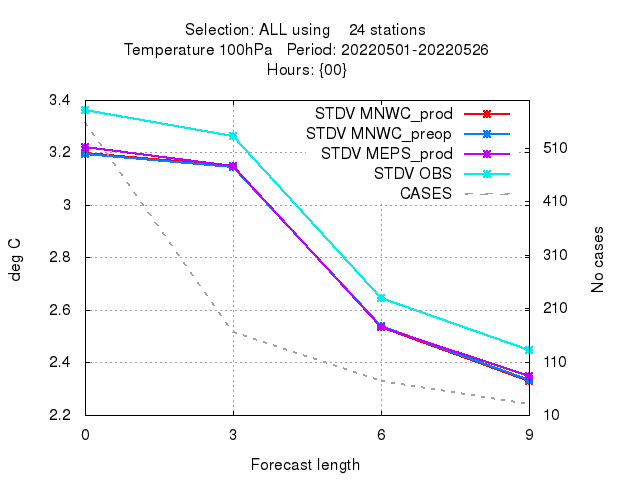 Selection: ALL using 24 stations
Temperature 100hPa Period: 20220501-20220526
Hours: {00}
STDV MNWC_prod
STDV MNWC_preop
STDV MEPS_prod
STDV OBS
CASES
3.4
3.2
3
2.8
2.6
2.4
2.2
deg C
510
410
310
210
110
10
No cases
0 3 6 9
Forecast length